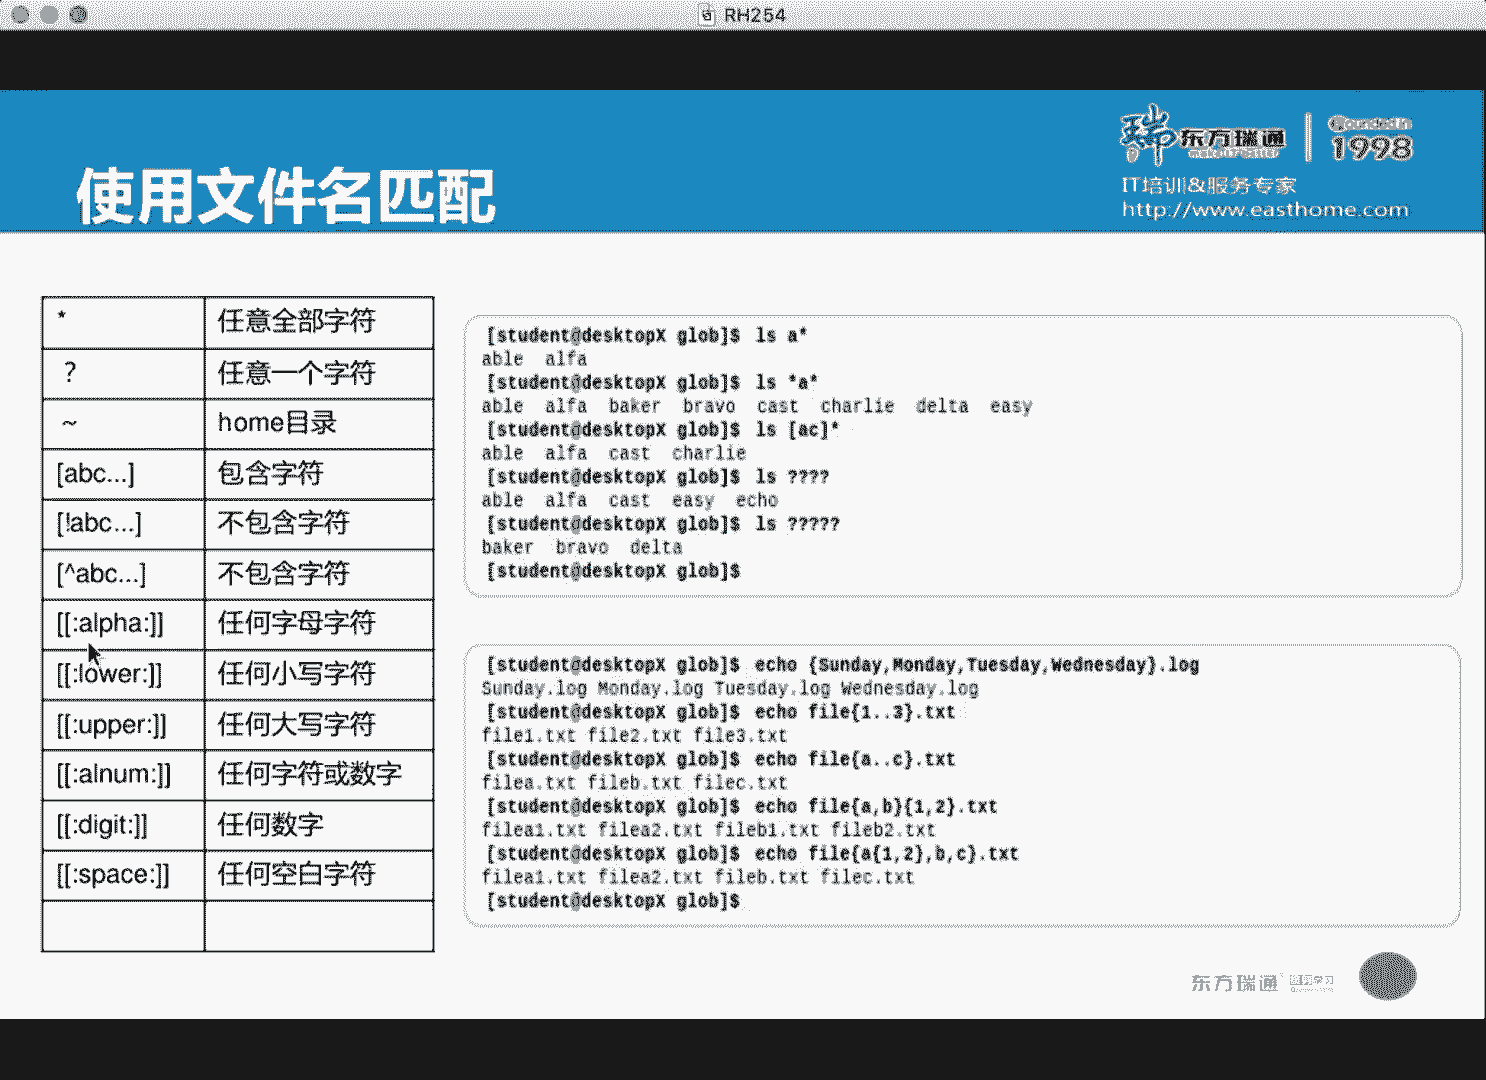 RH254
东方瑞通
1998
IT培训&服务专家
http://www.easthome.com
使用文件名匹配
* 任意全部字符
? 任意一个字符
~ home目录
[abc...] 包含字符
[!abc...] 不包含字符
[^abc...] 不包含字符
[[:alpha:]] 任何字母字符
[[:lower:]] 任何小写字符
[[:upper:]] 任何大写字符
[[:alnum:]] 任何字符或数字
[[:digit:]] 任何数字
[[:space:]] 任何空白字符
[student@desktopX glob]$ ls a*
able alfa
[student@desktopX glob]$ ls *a*
able alfa baker bravo cast charlie delta easy
[student@desktopX glob]$ ls [ac]*
able alfa cast charlie
[student@desktopX glob]$ ls ????
able alfa cast easy echo
[student@desktopX glob]$ ls ?????
baker bravo delta
[student@desktopX glob]$
[student@desktopX glob]$ echo {Sunday,Monday,Tuesday,Wednesday}.log
Sunday.log Monday.log Tuesday.log Wednesday.log
[student@desktopX glob]$ echo file{1..3}.txt
file1.txt file2.txt file3.txt
[student@desktopX glob]$ echo file{a..c}.txt
filea.txt fileb.txt filec.txt
[student@desktopX glob]$ echo file{a,b}{1,2}.txt
filea1.txt filea2.txt fileb1.txt fileb2.txt
[student@desktopX glob]$ echo file{a{1,2},b,c}.txt
filea1.txt filea2.txt fileb.txt filec.txt
[student@desktopX glob]$
东方瑞通